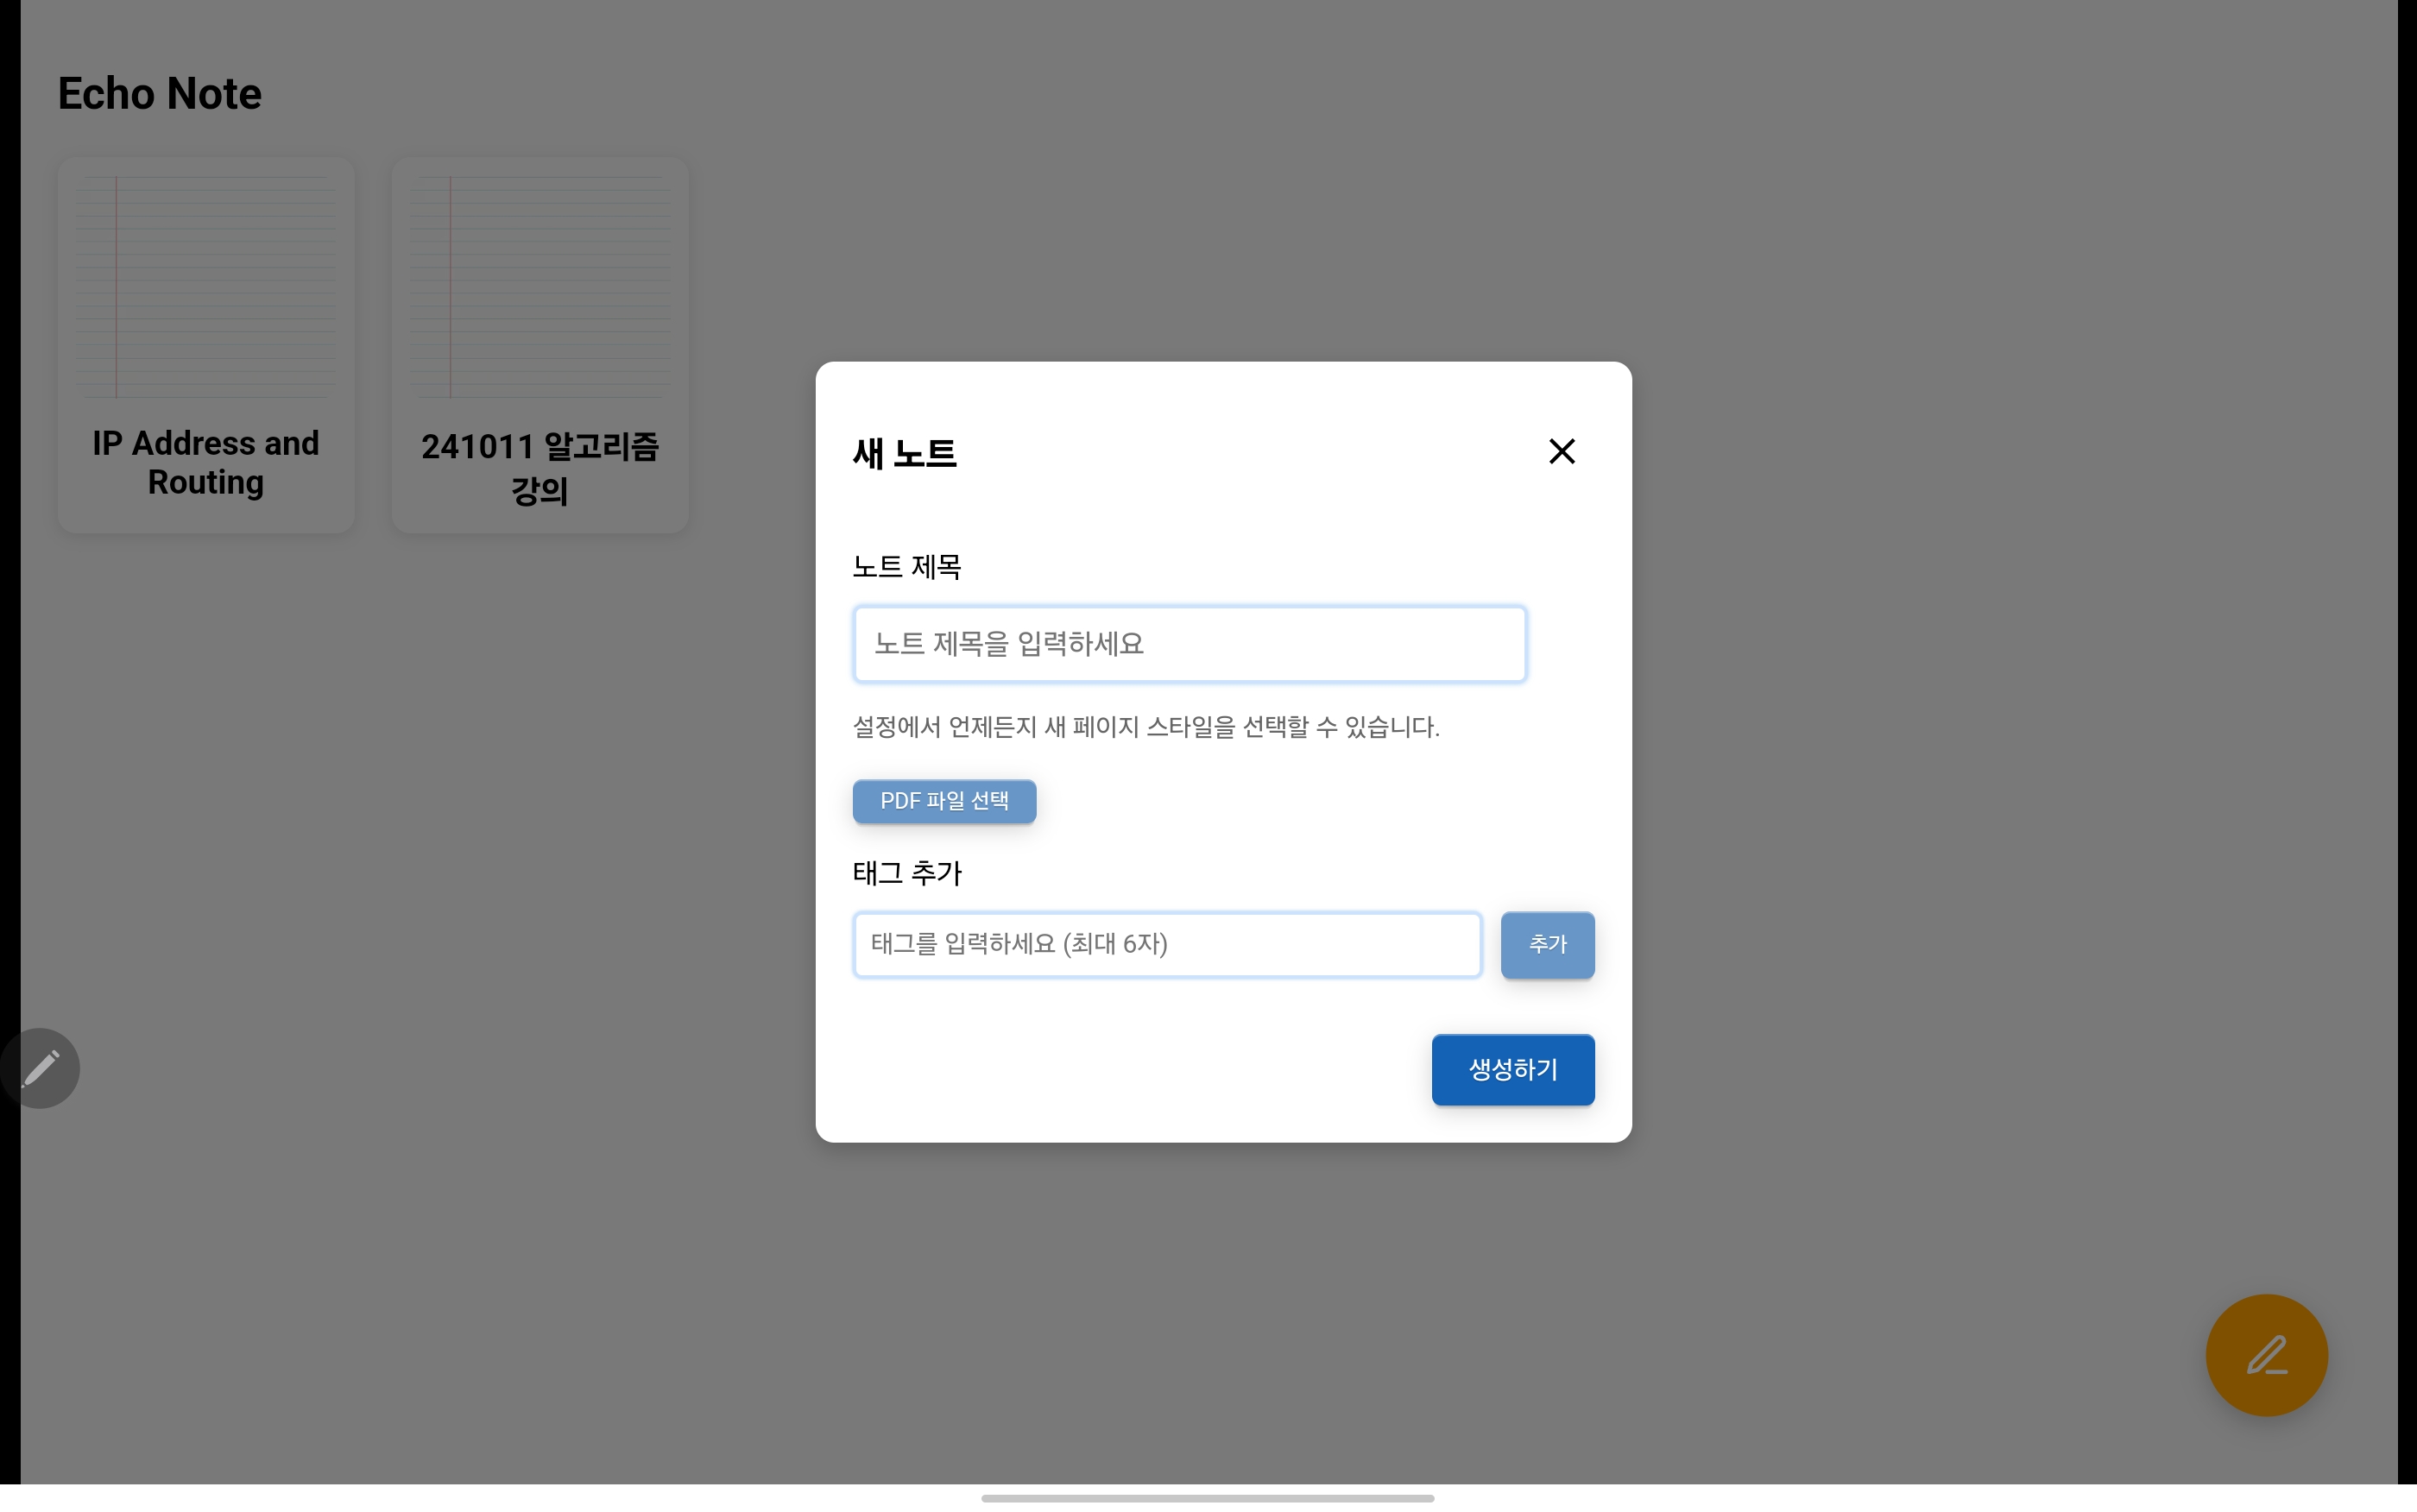 Echo Note
IP Address and
Routing
241011 알고리즘
강의
새 노트
노트 제목
노트 제목을 입력하세요
설정에서 언제든지 새 페이지 스타일을 선택할 수 있습니다.
PDF 파일 선택
태그 추가
태그를 입력하세요 (최대 6자)
추가
생성하기